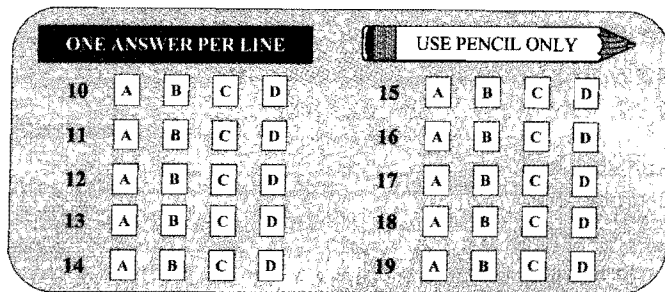 ONE ANSWER PER LINE
USE PENCIL ONLY
10 A B C D
11 A B C D
12 A B C D
13 A B C D
14 A B C D
15 A B C D
16 A B C D
17 A B C D
18 A B C D
19 A B C D